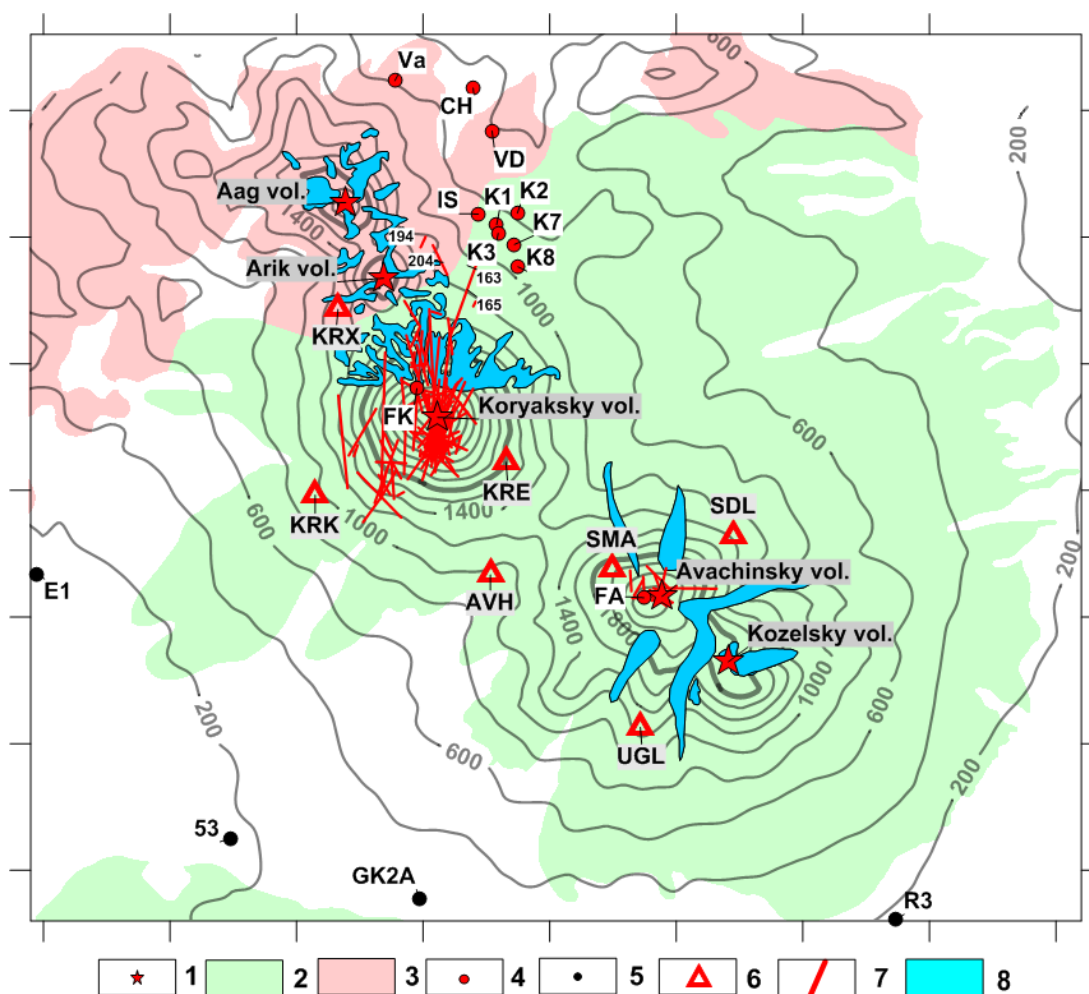 600
Va
CH
VD
200
Aag vol.
1400
IS
K1
K2
K7
K3
K8
194
204
Arik vol.
163
165
1000
KRX
FK
Koryaksky vol.
600
KRE
KRK
1000
1400
600
SDL
SMA
Avachinsky vol.
200
E1
AVH
FA
1400
1800
Kozelsky vol.
1000
600
200
UGL
600
200
53
GK2A
R3
1
2
3
4
5
6
7
8